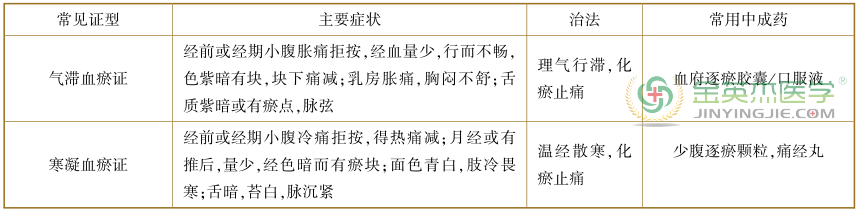 常见证型 主要症状 治法 常用中成药
气滞血瘀证
经前或经期小腹胀痛拒按,经血量少,行而不畅,
色紫暗有块,块下痛减;乳房胀痛,胸闷不舒;舌
质紫暗或有瘀点,脉弦
理气行滞,化
瘀止痛
血府逐瘀胶囊/口服液
寒凝血瘀证
经前或经期小腹冷痛拒按,得热痛减;月经或有
推后,量少,经色暗而有瘀块;面色青白,肢冷畏
寒;舌暗,苔白,脉沉紧
温经散寒,化
瘀止痛
少腹逐瘀颗粒,痛经丸
金英杰医学®
JINYINGJIE.COM